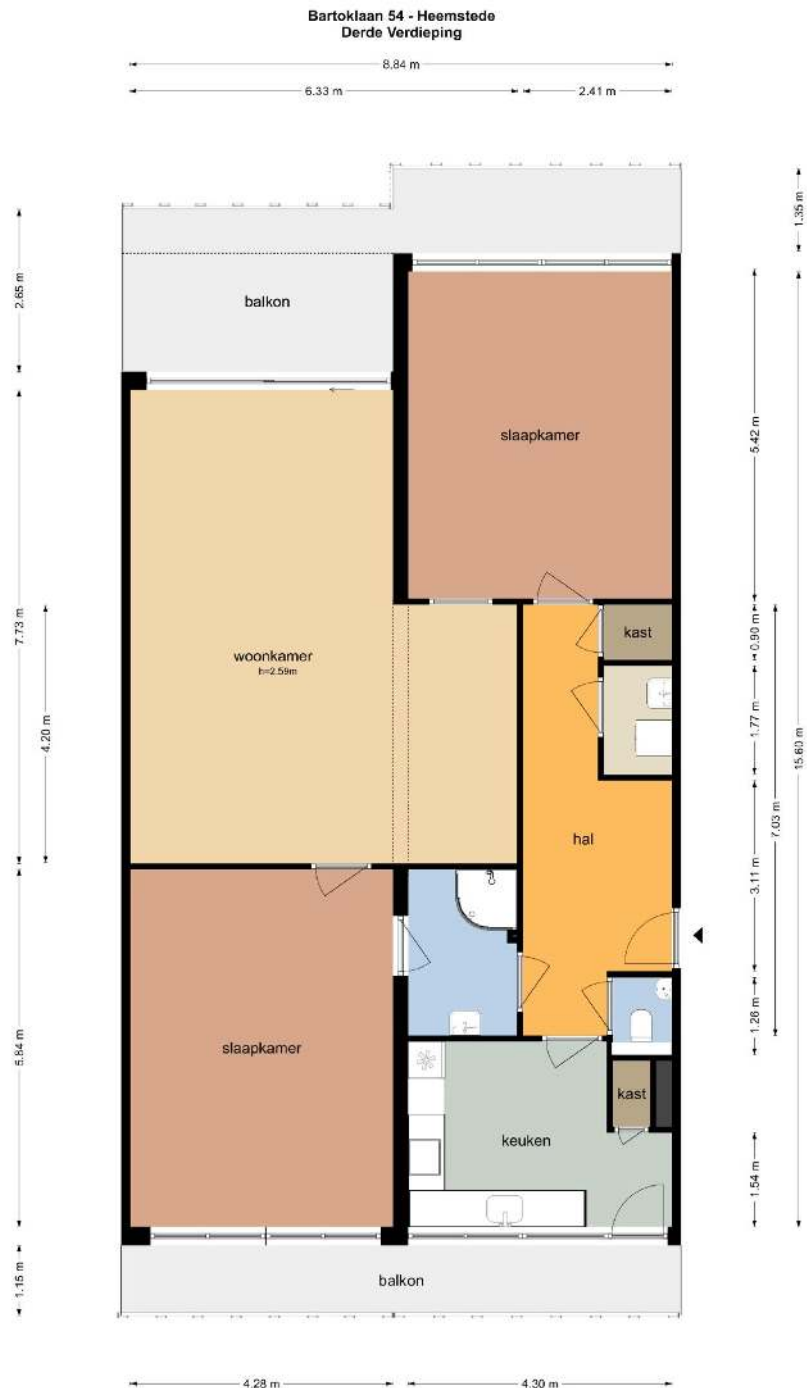 Bartoklaan 54 - Heemstede
Derde Verdieping
8.84 m
6.33 m
2.41 m
1.35 m
2.65 m
balkon
5.42 m
slaapkamer
7.73 m
4.20 m
woonkamer
h=2.59m
kast
0.90 m
1.77 m
15.60 m
7.03 m
hal
3.11 m
5.84 m
slaapkamer
1.26 m
kast
keuken
1.54 m
1.15 m
balkon
4.28 m
4.30 m